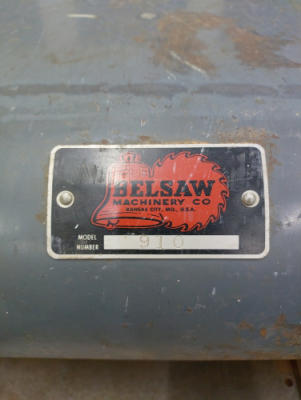 BELSAW
MACHINERY CO
KANSAS CITY, MO., U.S.A.
MODEL
NUMBER
910